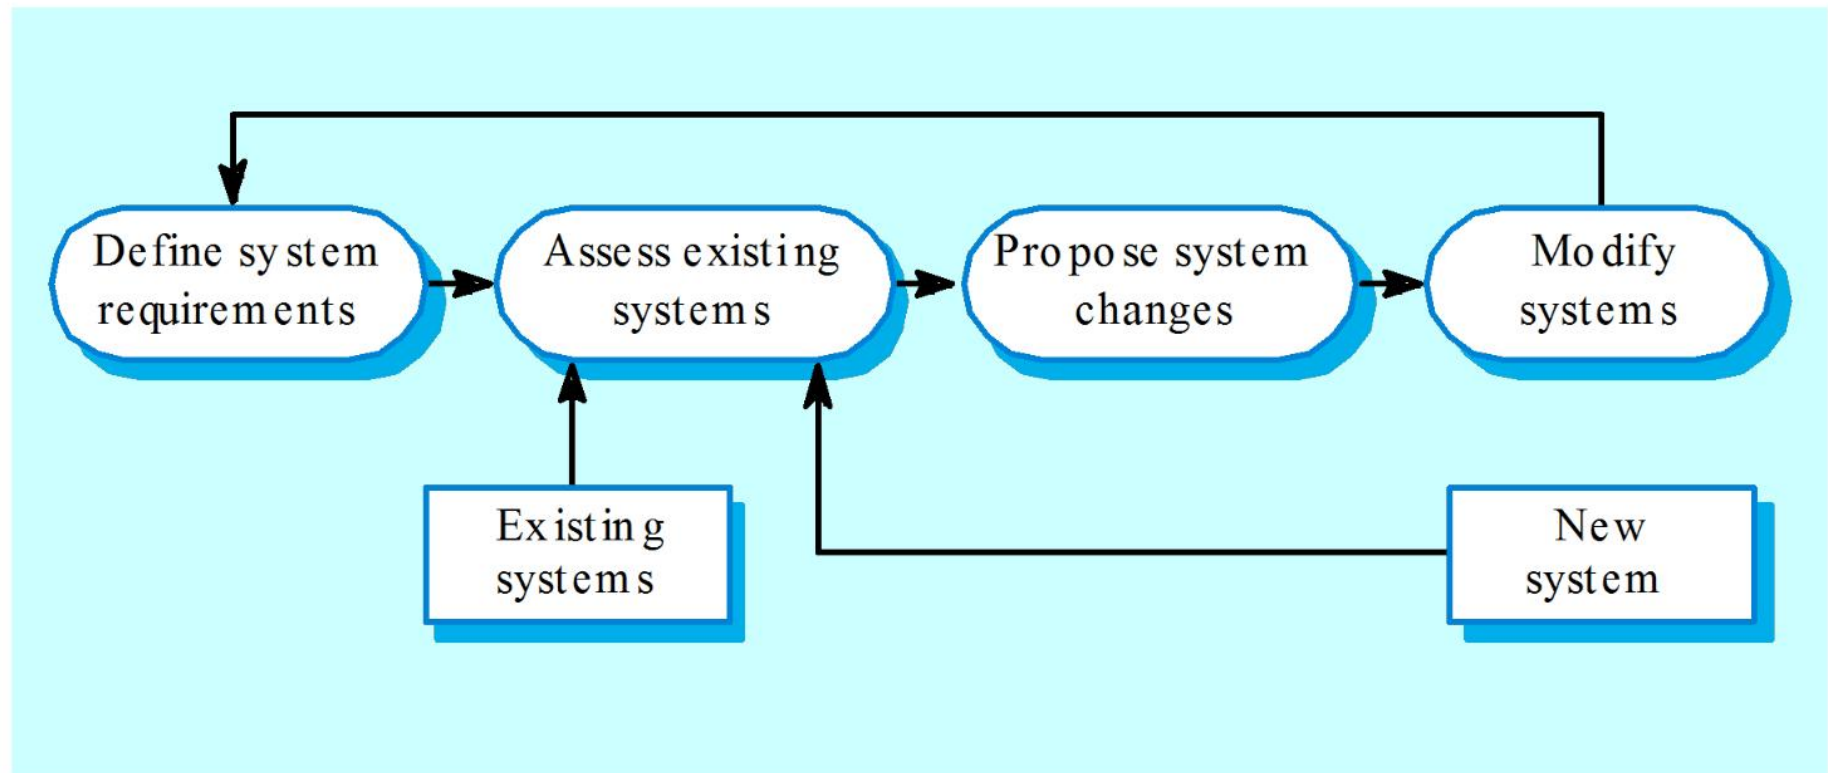 Define system
requirements
Assess existing
systems
Propose system
changes
Modify
systems
Existing
systems
New
system